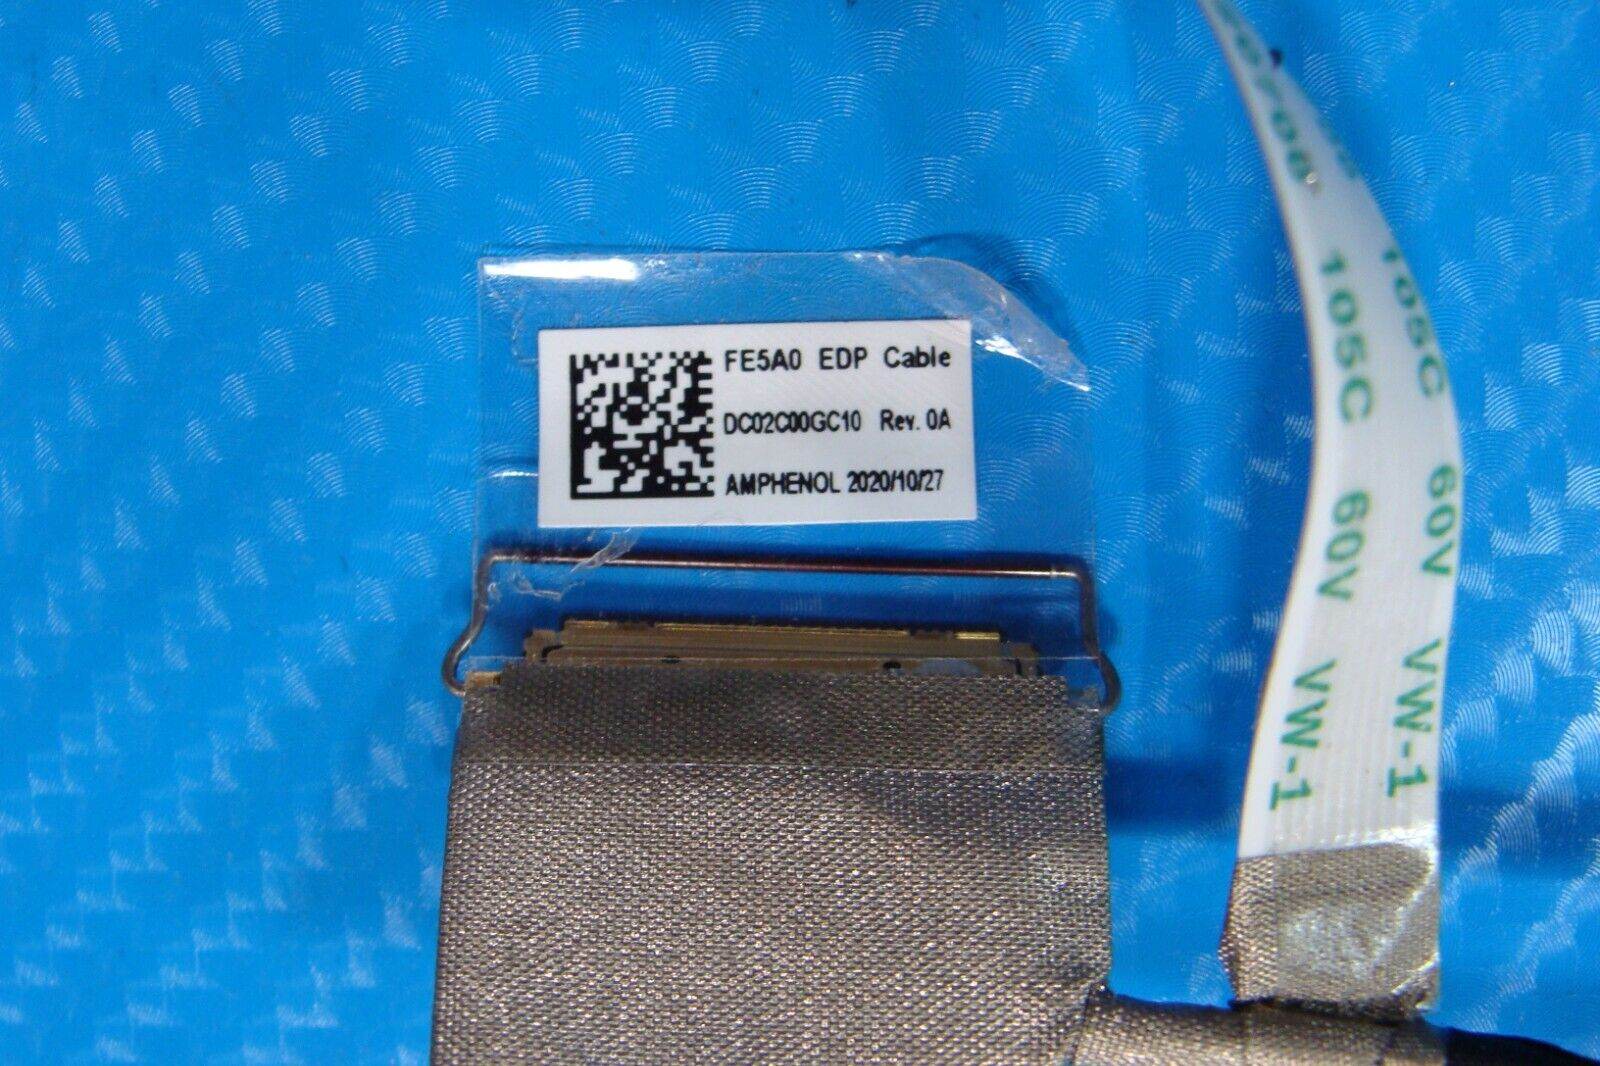 FE5A0 EDP Cable
DC02C00GC10 Rev. 0A
AMPHENOL 2020/10/27
105C 60V VW-1
105C 60V VW-1